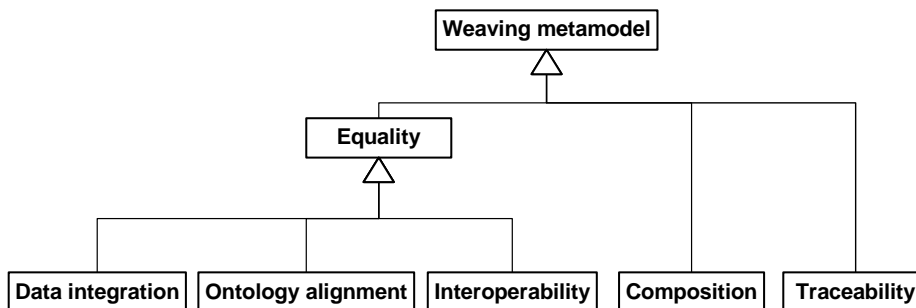 Weaving metamodel
Equality
Data integration
Ontology alignment
Interoperability
Composition
Traceability